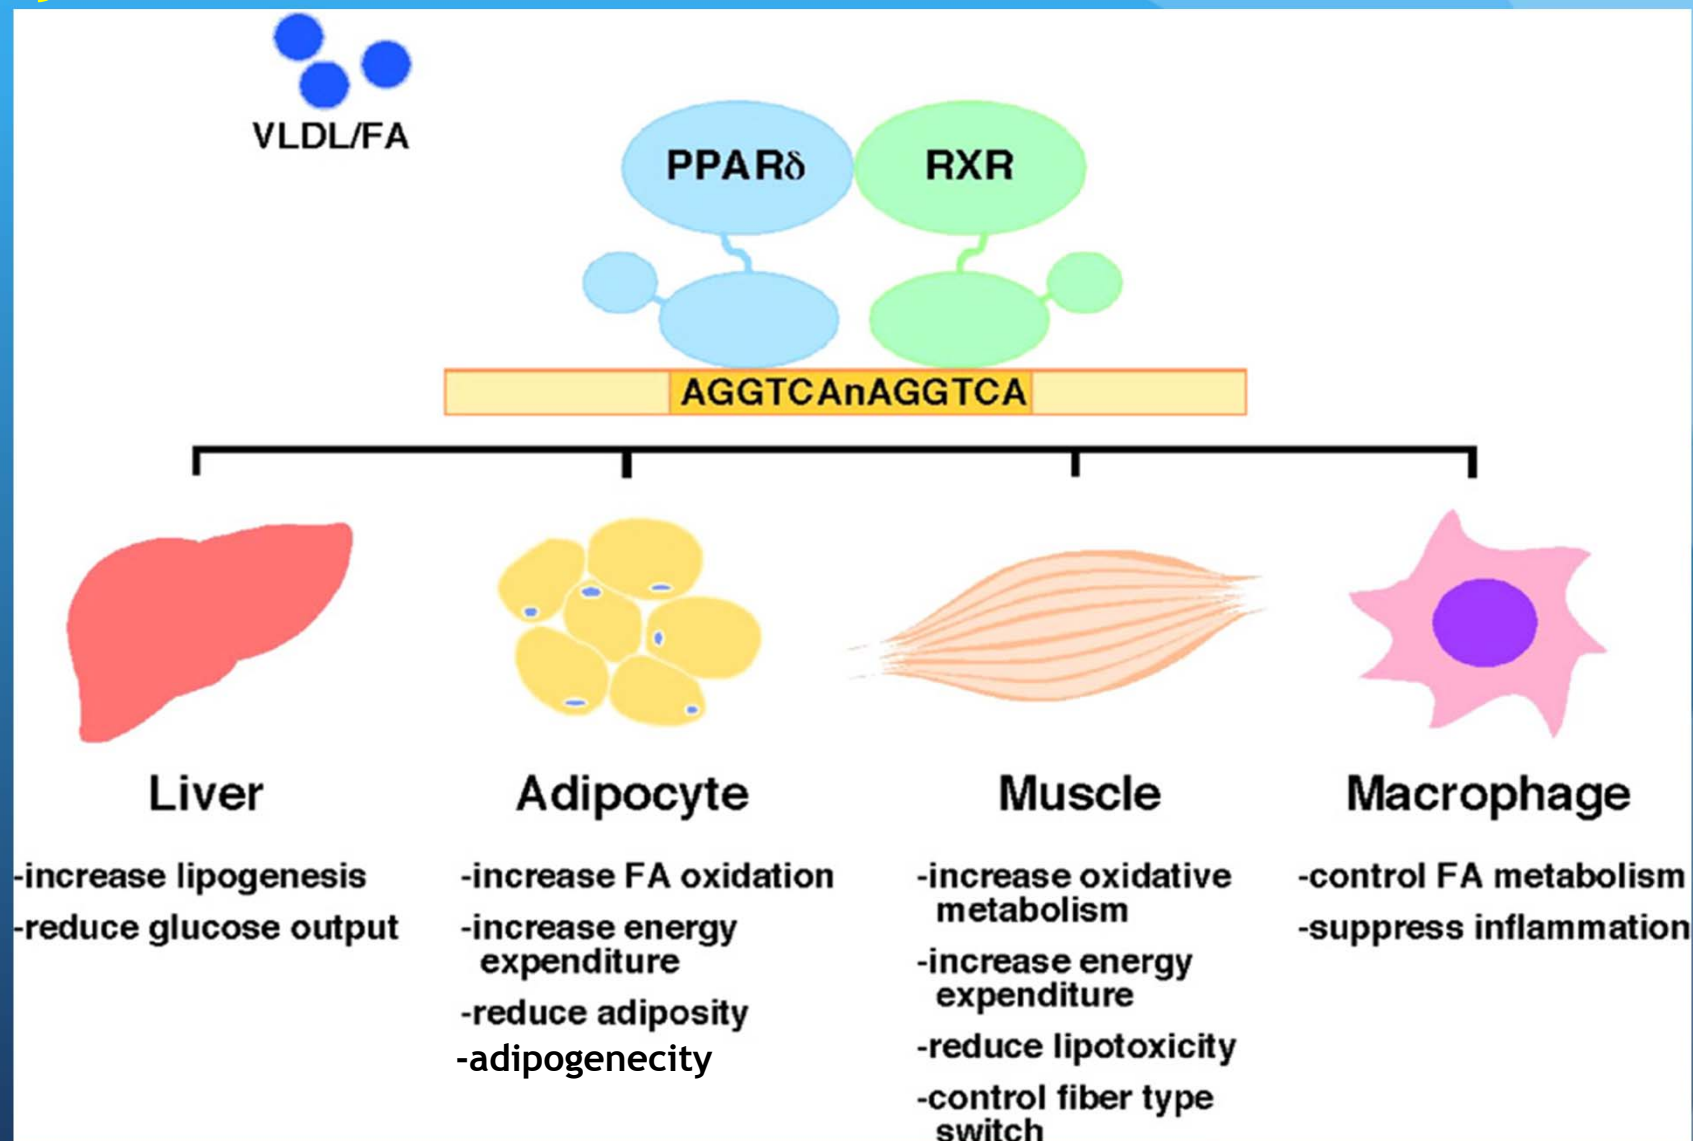 VLDL/FA
PPARδ
RXR
AGGTCAnAGGTCA
Liver
-increase lipogenesis
-reduce glucose output
Adipocyte
-increase FA oxidation
-increase energy
expenditure
-reduce adiposity
-adipogenecity
Muscle
-increase oxidative
metabolism
-increase energy
expenditure
-reduce lipotoxicity
-control fiber type
switch
Macrophage
-control FA metabolism
-suppress inflammation